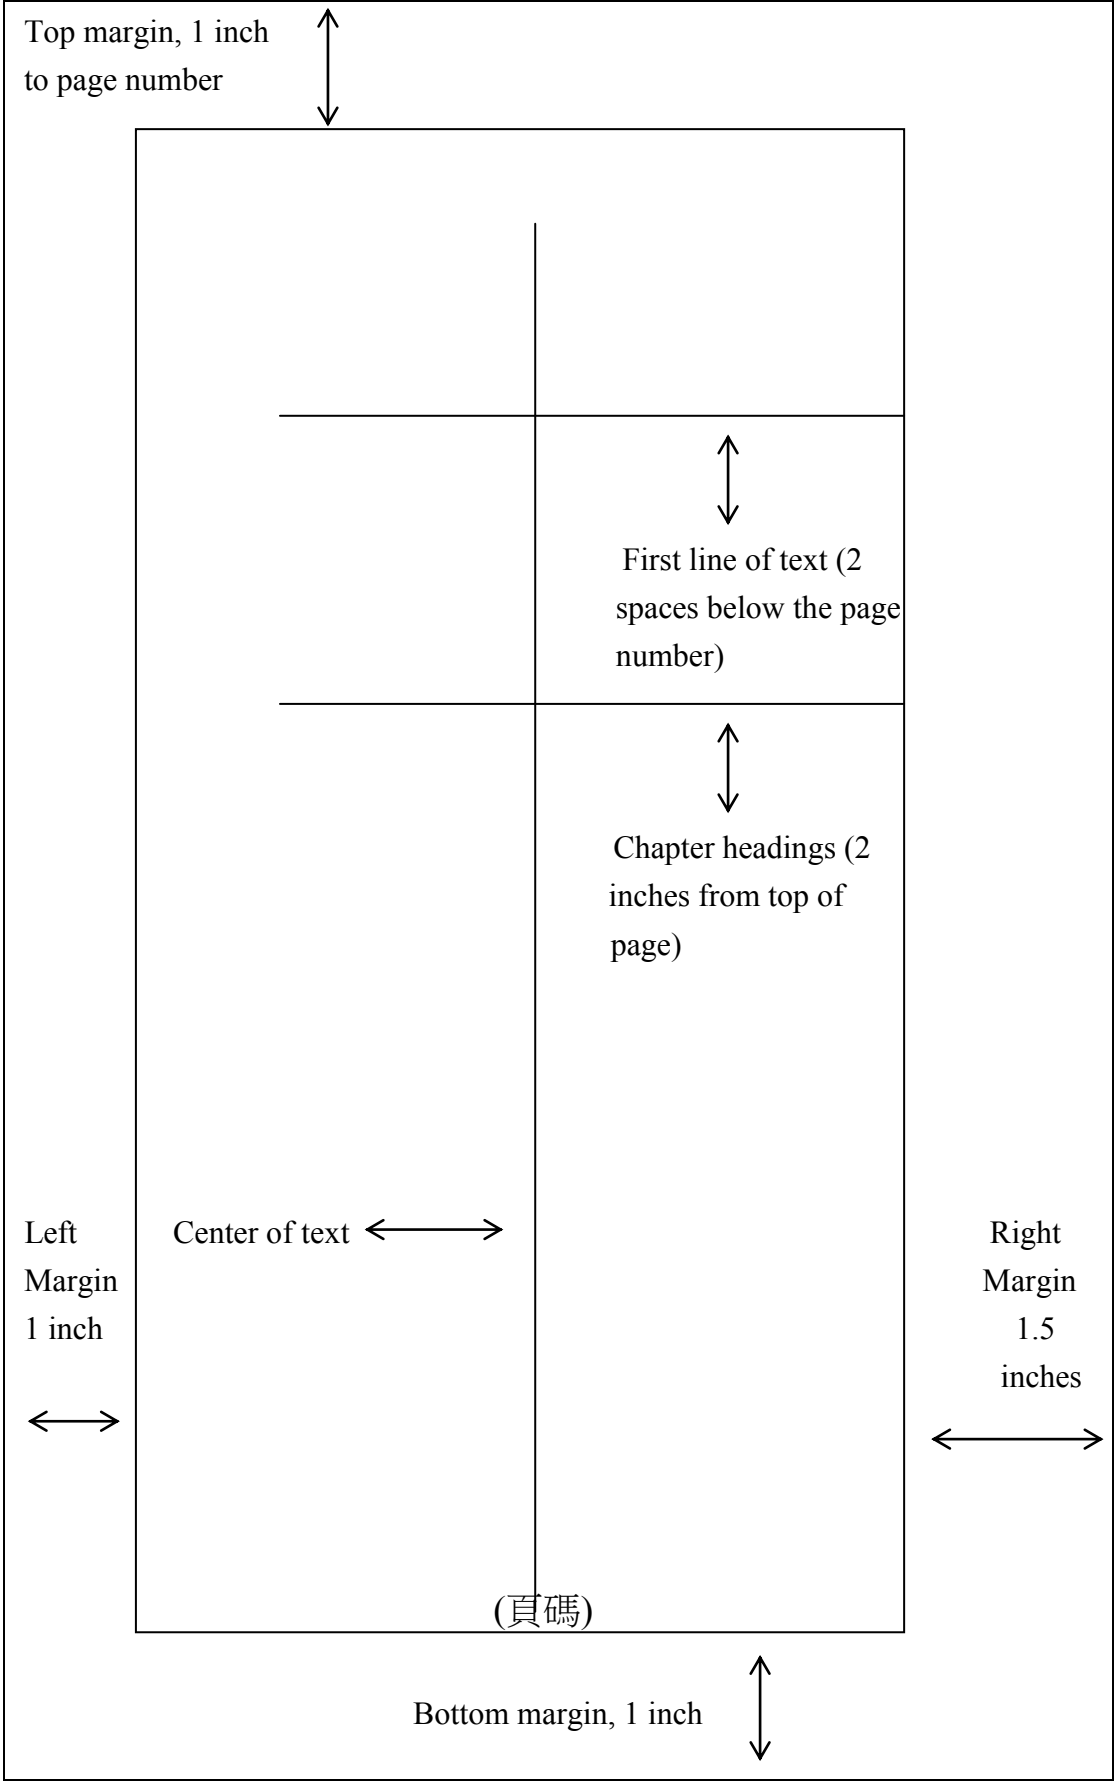 Top margin, 1 inch
to page number
First line of text (2
spaces below the page
number)
Chapter headings (2
inches from top of
page)
Center of text
Left
Margin
1 inch
Right
Margin
1.5
inches
(頁碼)
Bottom margin, 1 inch